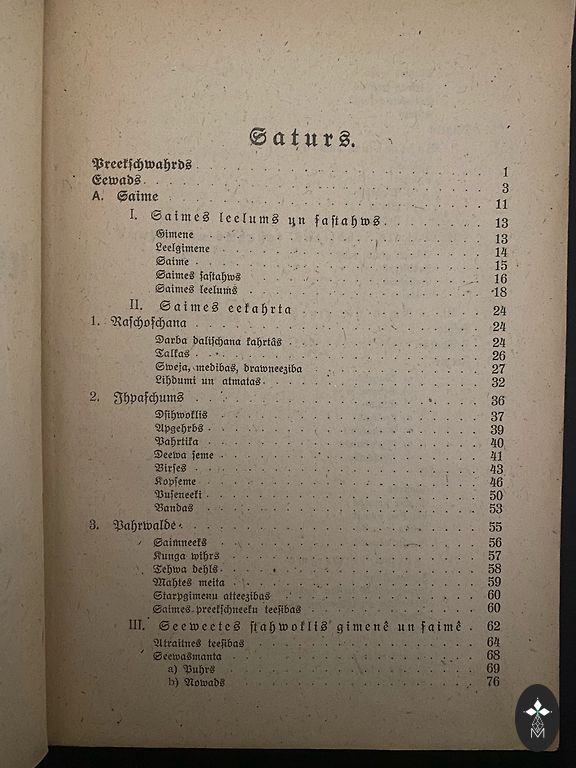 Saturs.
Preekſchwahrds 1
Eewads 3
A. Saime 11
I. Saimes leelums un ſaſtahws 13
Gimene 13
Leelgimene 14
Saime 15
Saimes ſaſtahws 16
Saimes leelums 18
II. Saimes eekahrta 24
1. Raſchoſchana 24
Darba daliſchana kahrtâs 24
Talkas 26
Sweja, medibas, drawneeziba 27
Lihdumi un atmatas 32
2. Ihpaſchums 36
Dſihwoklis 37
Apgehrbs 39
Pahrtika 40
Deewa ſeme 41
Birſes 43
Kopſeme 46
Puſeneeki 50
Bandas 53
3. Pahrwalde 55
Saimneeks 56
Kunga wihrs 57
Tehwa dehls 58
Mahtes meita 59
Starpgimenu atteezibas 60
Saimes preekſchneeku teeſibas 60
III. Seeweetes ſtahwoklis gimenê un ſaimê 62
Atraitnes teeſibas 64
Seewasmanta 68
a) Puhrs 69
b) Nowads 76
M